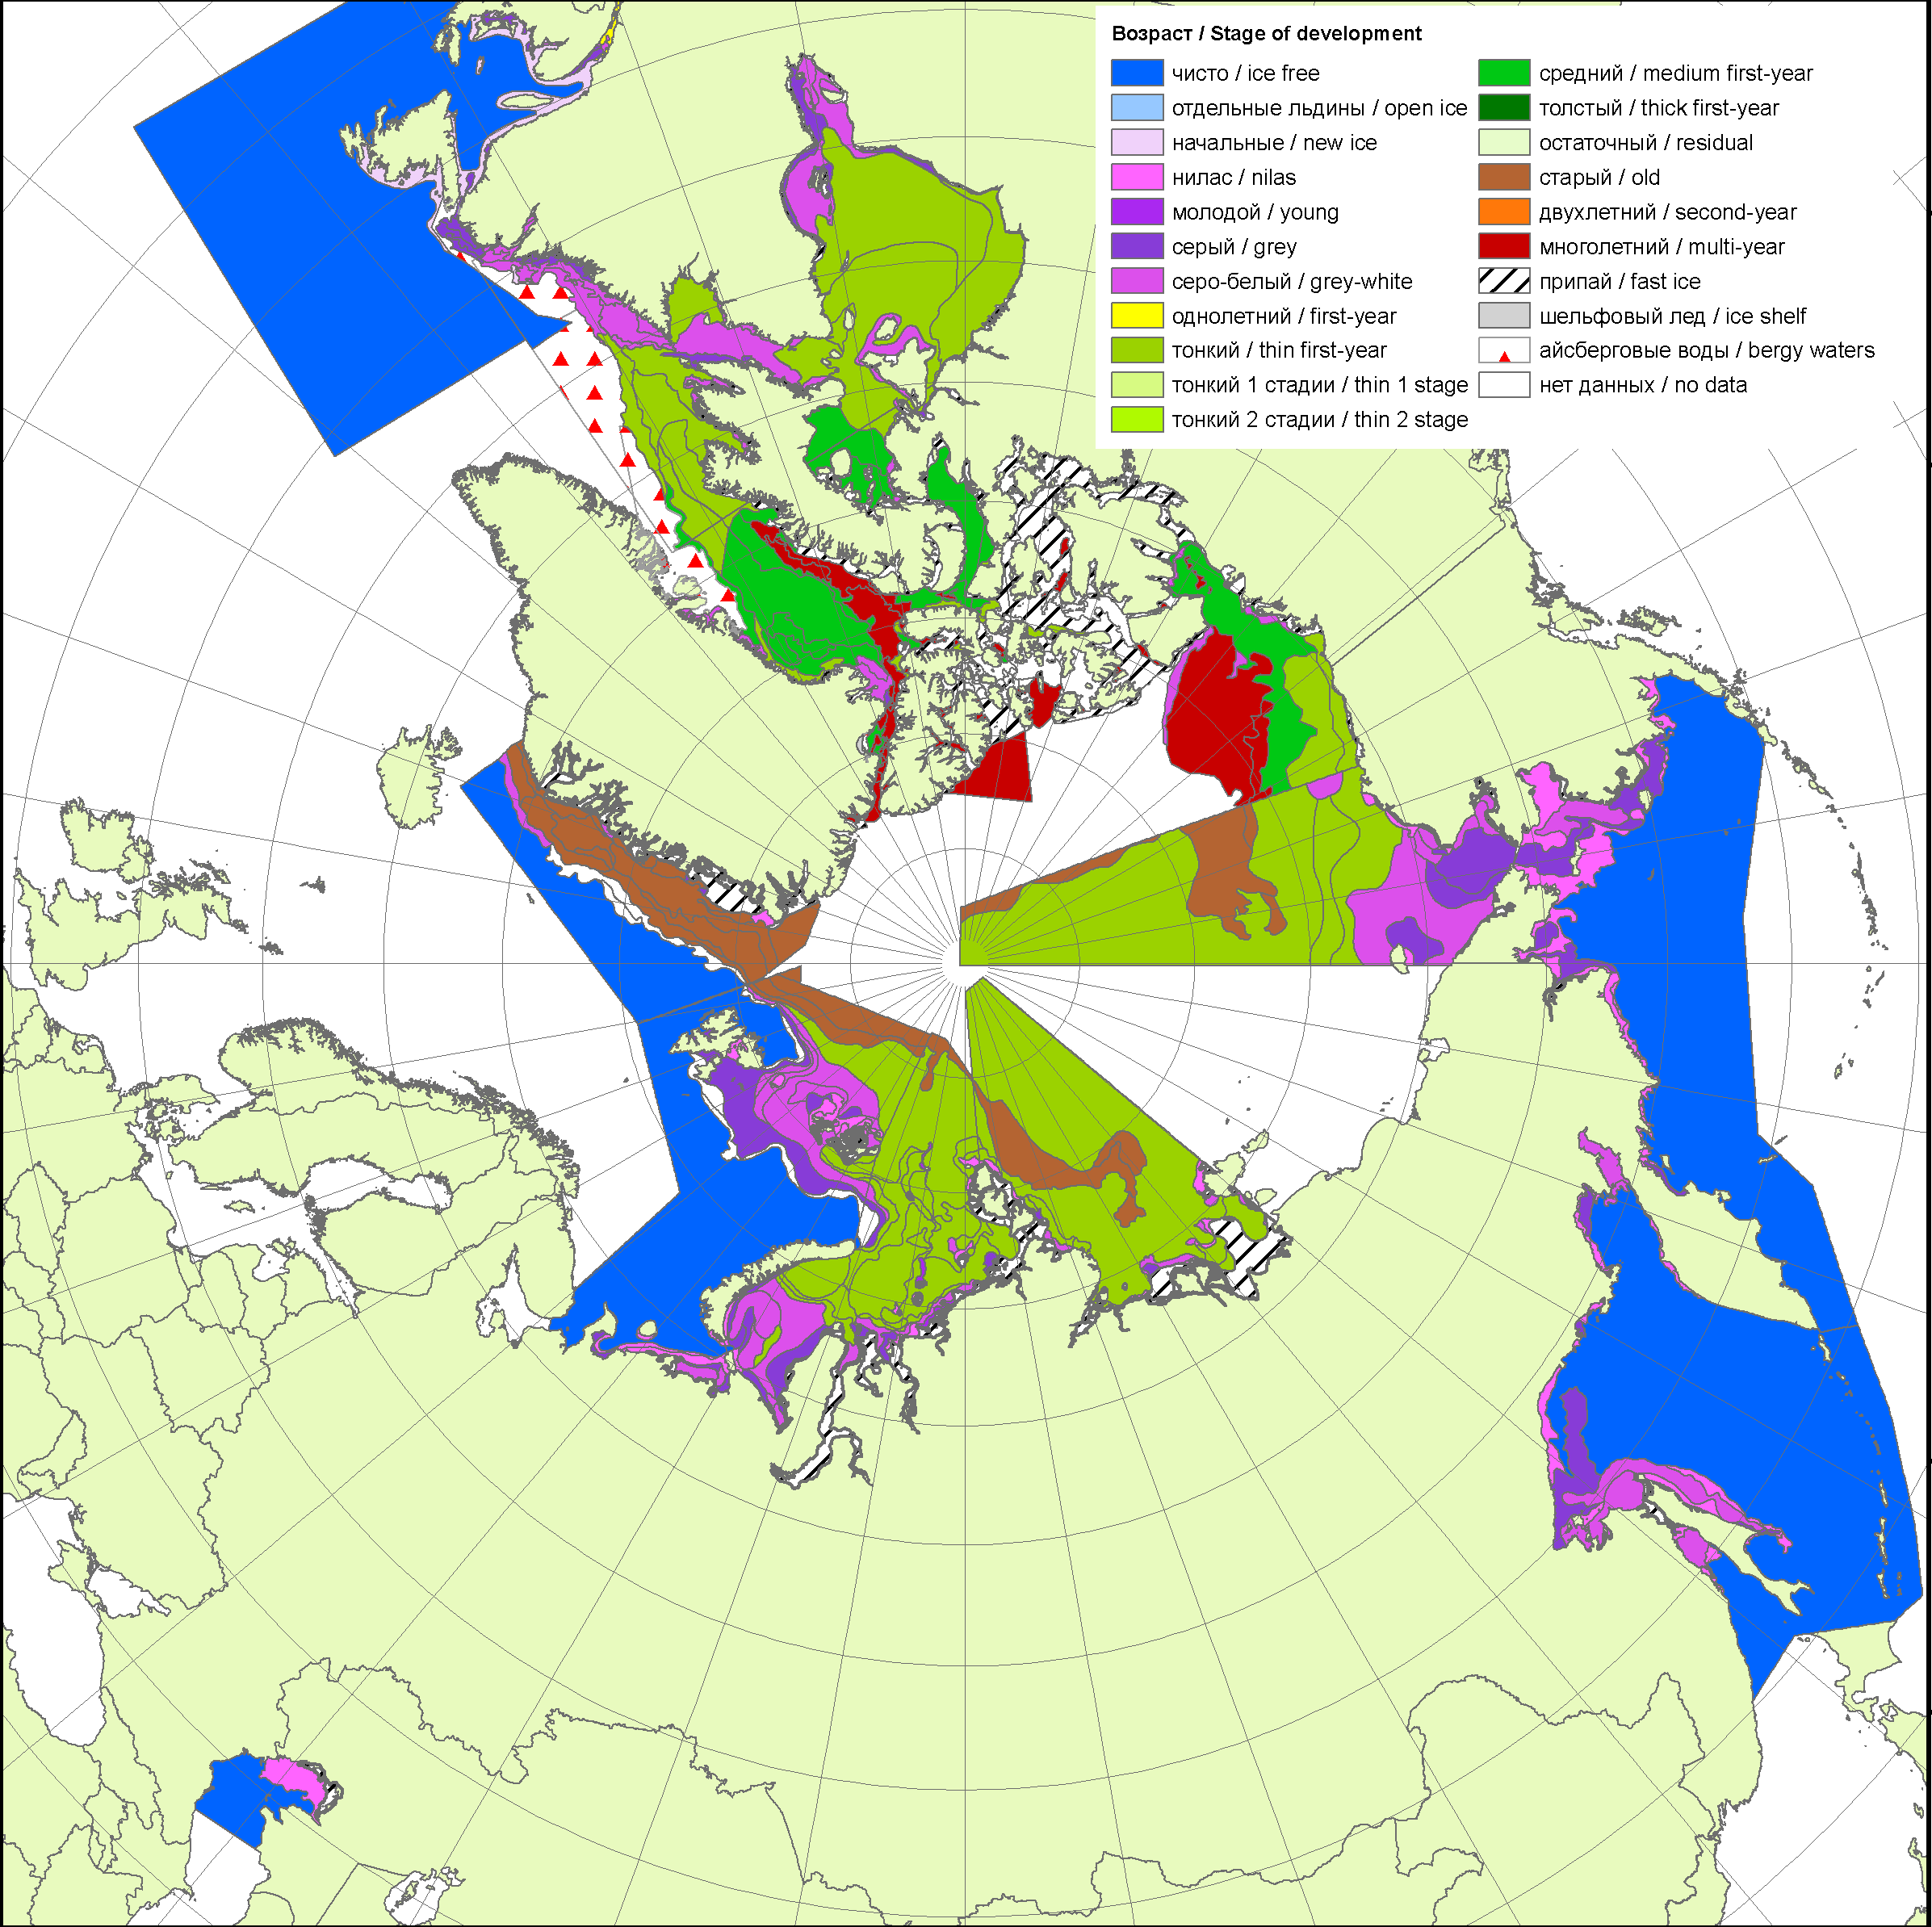 Возраст / Stage of development
чисто / ice free
отдельные льдины / open ice
начальные / new ice
нилас / nilas
молодой / young
серый / grey
серо-белый / grey-white
однолетний / first-year
тонкий / thin first-year
тонкий 1 стадии / thin 1 stage
тонкий 2 стадии / thin 2 stage
средний / medium first-year
толстый / thick first-year
остаточный / residual
старый / old
двухлетний / second-year
многолетний / multi-year
припай / fast ice
шельфовый лед / ice shelf
айсберговые воды / bergy waters
нет данных / no data